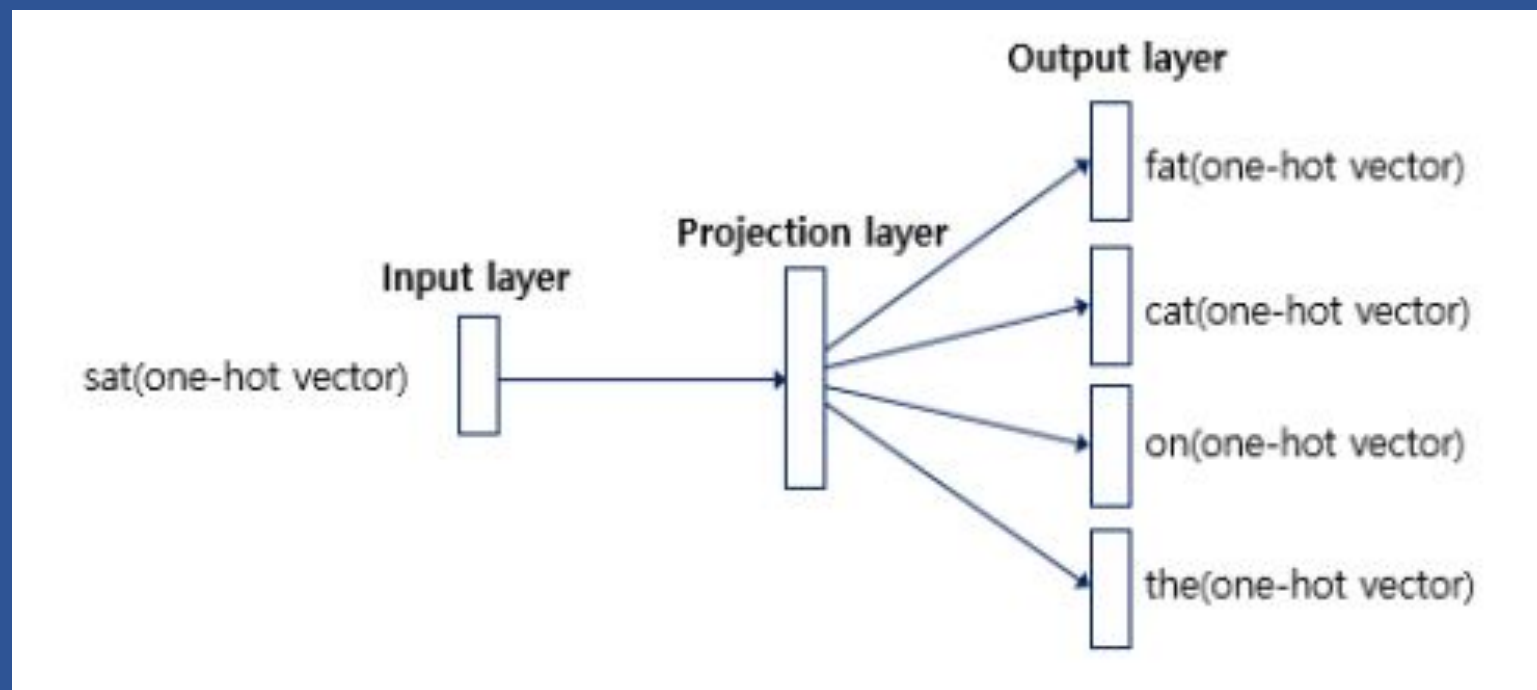 Output layer
fat(one-hot vector)
Projection layer
Input layer
cat(one-hot vector)
sat(one-hot vector)
on(one-hot vector)
the(one-hot vector)